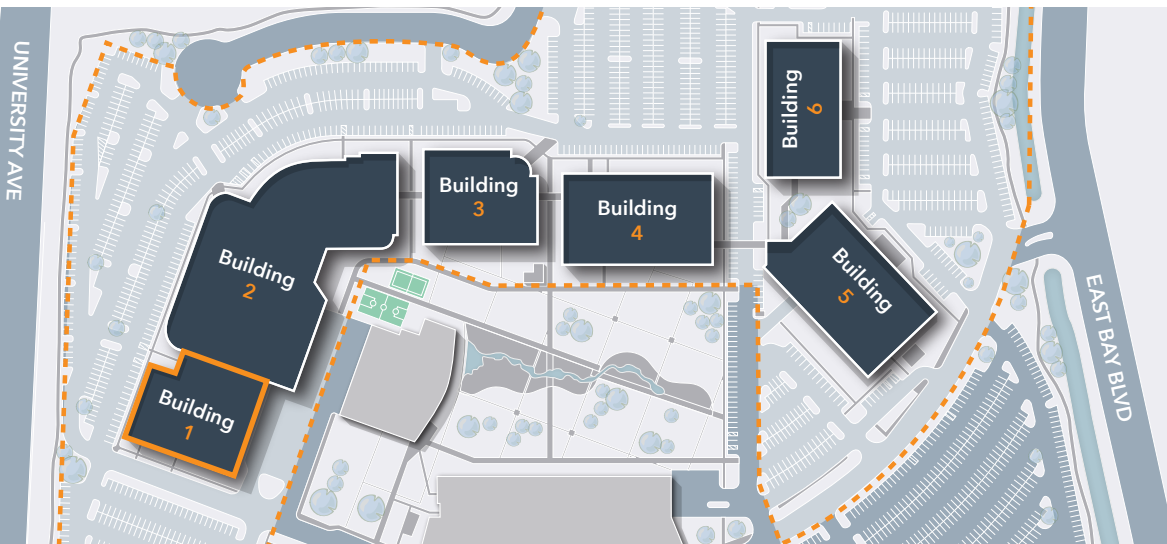 UNIVERSITY AVE
Building
6
Building
3
Building
4
Building
2
Building
5
EAST BAY BLVD
Building
1